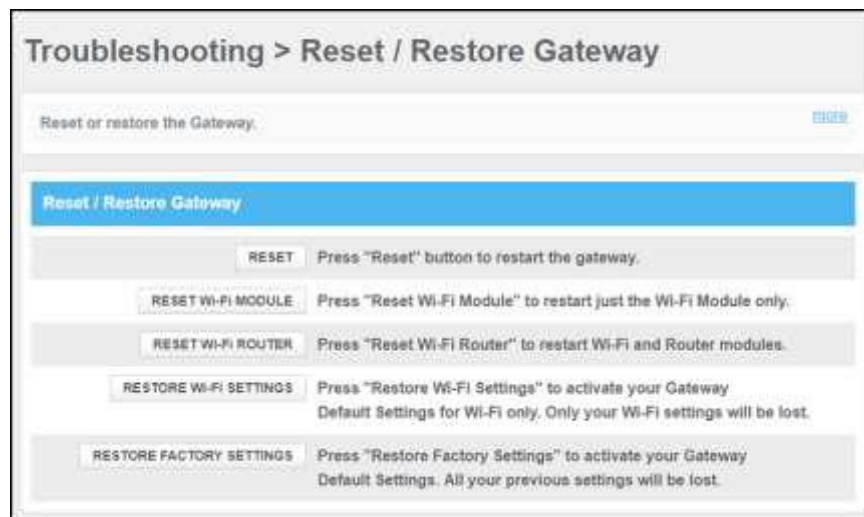 Troubleshooting > Reset / Restore Gateway
Reset or restore the Gateway.
more
Reset / Restore Gateway
RESET
Press "Reset" button to restart the gateway.
RESET Wi-Fi MODULE
Press "Reset Wi-Fi Module" to restart just the Wi-Fi Module only.
RESET Wi-Fi ROUTER
Press "Reset Wi-Fi Router" to restart Wi-Fi and Router modules.
RESTORE Wi-Fi SETTINGS
Press "Restore Wi-Fi Settings" to activate your Gateway
Default Settings for Wi-Fi only. Only your Wi-Fi settings will be lost.
RESTORE FACTORY SETTINGS
Press "Restore Factory Settings" to activate your Gateway
Default Settings. All your previous settings will be lost.